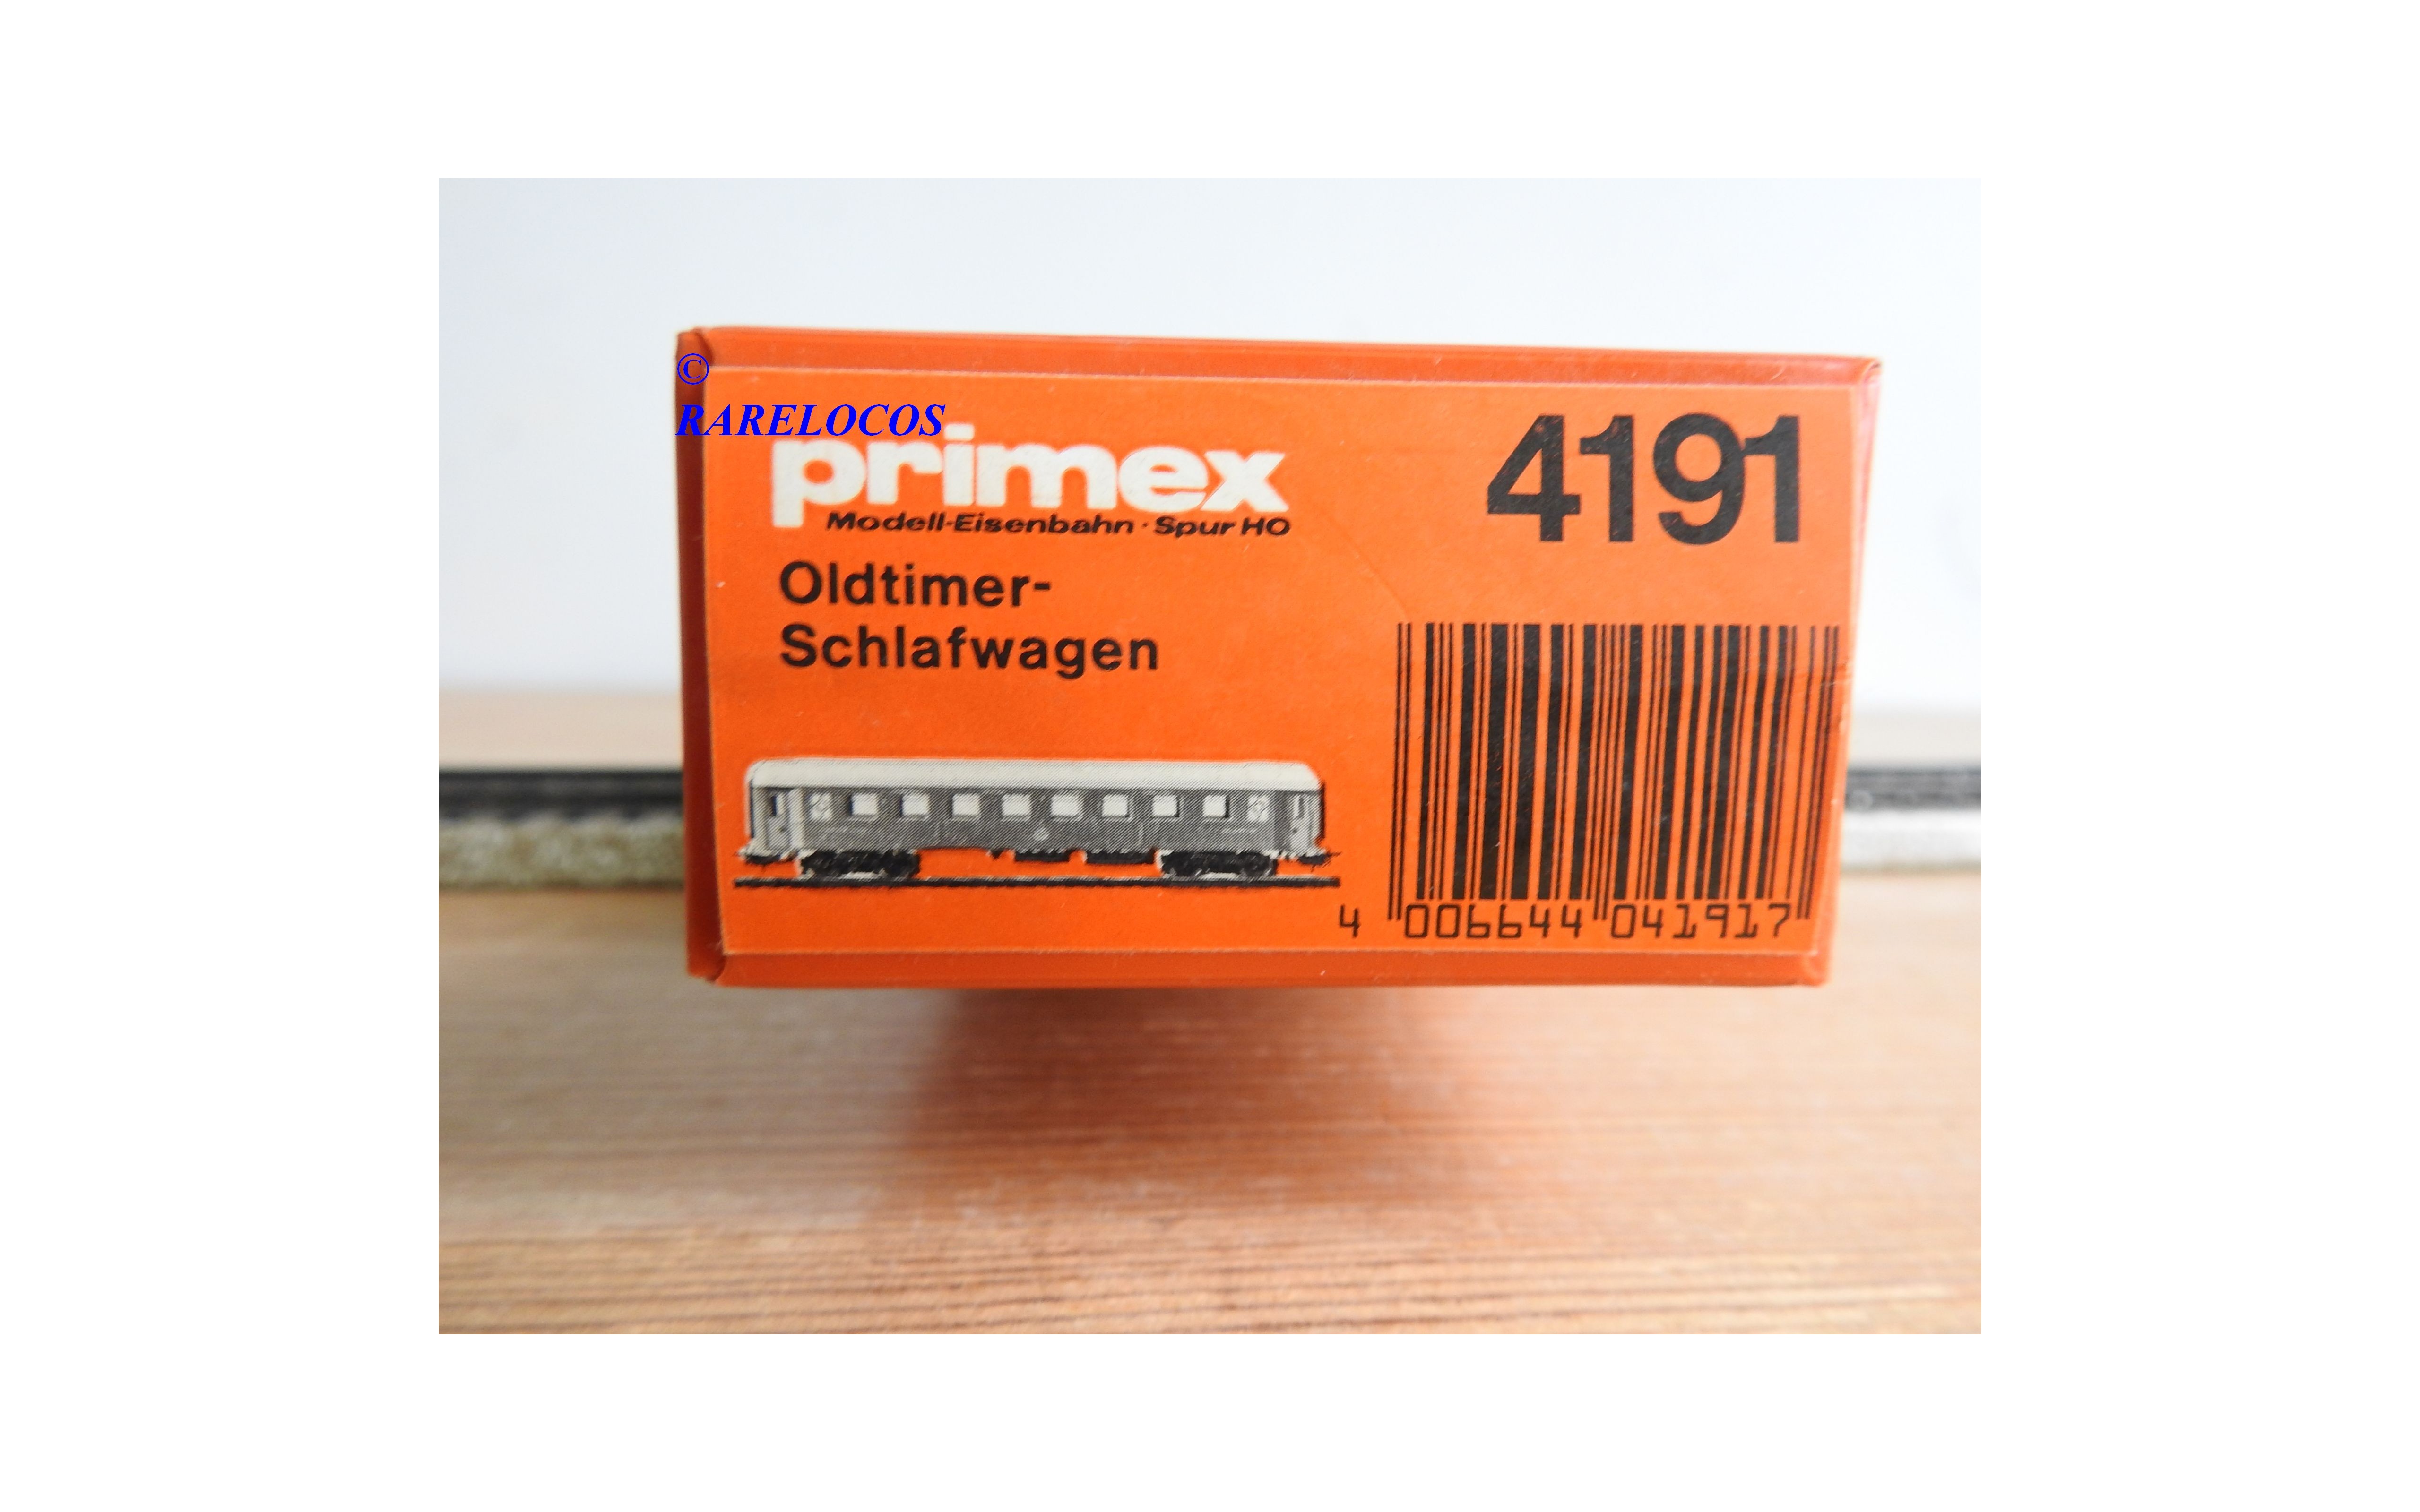 ©
RARELOCOS
primex
4191
Modell-Eisenbahn · Spur HO
Oldtimer-
Schlafwagen
4 006644 041917